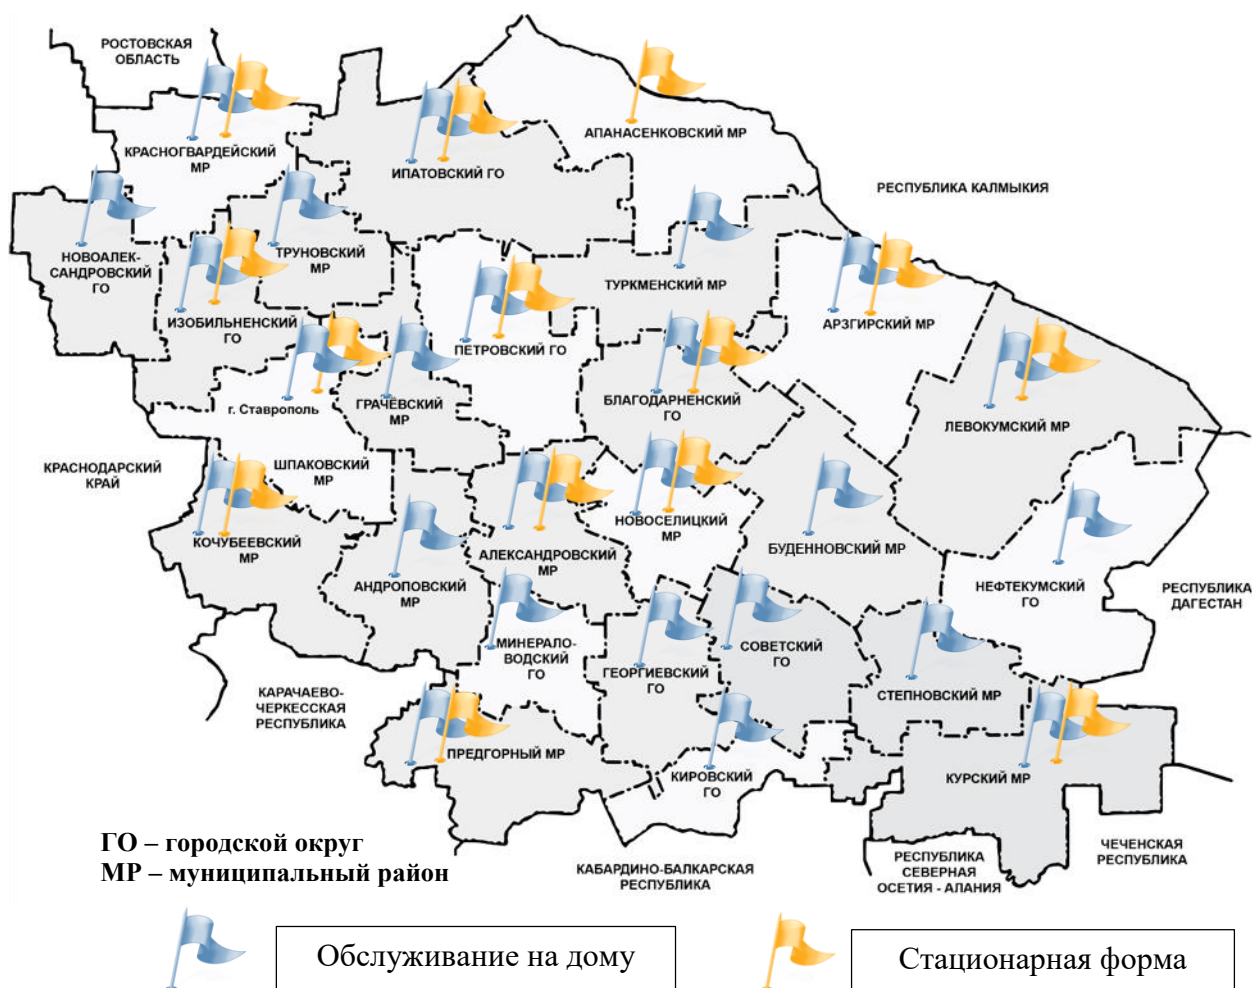 РОСТОВСКАЯ
ОБЛАСТЬ
КРАСНОГВАРДЕЙСКИЙ
МР
ИПАТОВСКИЙ ГО
АПАНАСЕНКОВСКИЙ МР
РЕСПУБЛИКА КАЛМЫКИЯ
НОВОАЛЕК-
САНДРОВСКИЙ
ГО
ТРУНОВСКИЙ
МР
ТУРКМЕНСКИЙ МР
ИЗОБИЛЬНЕНСКИЙ
ГО
ПЕТРОВСКИЙ ГО
АРЗГИРСКИЙ МР
г. Ставрополь
ГРАЧЁВСКИЙ
МР
БЛАГОДАРНЕНСКИЙ
ГО
ЛЕВОКУМСКИЙ МР
КРАСНОДАРСКИЙ
КРАЙ
ШПАКОВСКИЙ
МР
КОЧУБЕЕВСКИЙ
МР
АЛЕКСАНДРОВСКИЙ
МР
НОВОСЕЛИЦКИЙ
МР
БУДЕННОВСКИЙ МР
АНДРОПОВСКИЙ
МР
НЕФТЕКУМСКИЙ
ГО
РЕСПУБЛИКА
ДАГЕСТАН
МИНЕРАЛО-
ВОДСКИЙ
ГО
ГЕОРГИЕВСКИЙ
ГО
СОВЕТСКИЙ
ГО
СТЕПНОВСКИЙ МР
КАРАЧАЕВО-
ЧЕРКЕССКАЯ
РЕСПУБЛИКА
ПРЕДГОРНЫЙ МР
КИРОВСКИЙ
ГО
КУРСКИЙ МР
ГО – городской округ
МР – муниципальный район
КАБАРДИНО-БАЛКАРСКАЯ
РЕСПУБЛИКА
РЕСПУБЛИКА
СЕВЕРНАЯ
ОСЕТИЯ - АЛАНИЯ
ЧЕЧЕНСКАЯ
РЕСПУБЛИКА
Обслуживание на дому
Стационарная форма